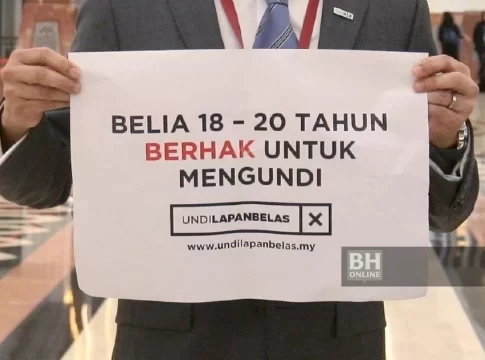 BELIA 18 - 20 TAHUN
BERHAK UNTUK
MENGUNDI
UNDILAPANBELAS X
www.undilapanbelas.my
BH
ONLINE